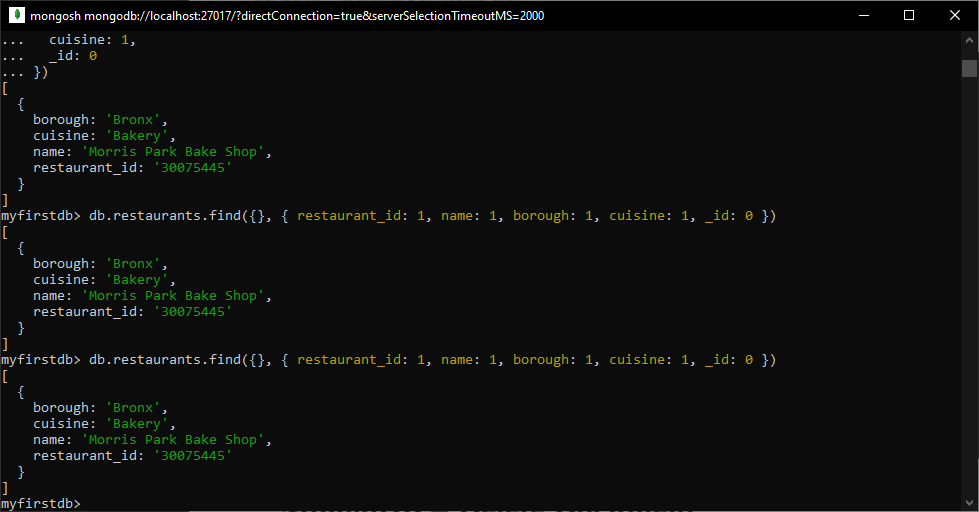 mongosh mongodb://localhost:27017/?directConnection=true&serverSelectionTimeoutMS=2000
...   cuisine: 1,
...   _id: 0
... })
[
  {
    borough: 'Bronx',
    cuisine: 'Bakery',
    name: 'Morris Park Bake Shop',
    restaurant_id: '30075445'
  }
]
myfirstdb> db.restaurants.find({}, { restaurant_id: 1, name: 1, borough: 1, cuisine: 1, _id: 0 })
[
  {
    borough: 'Bronx',
    cuisine: 'Bakery',
    name: 'Morris Park Bake Shop',
    restaurant_id: '30075445'
  }
]
myfirstdb> db.restaurants.find({}, { restaurant_id: 1, name: 1, borough: 1, cuisine: 1, _id: 0 })
[
  {
    borough: 'Bronx',
    cuisine: 'Bakery',
    name: 'Morris Park Bake Shop',
    restaurant_id: '30075445'
  }
]
myfirstdb>